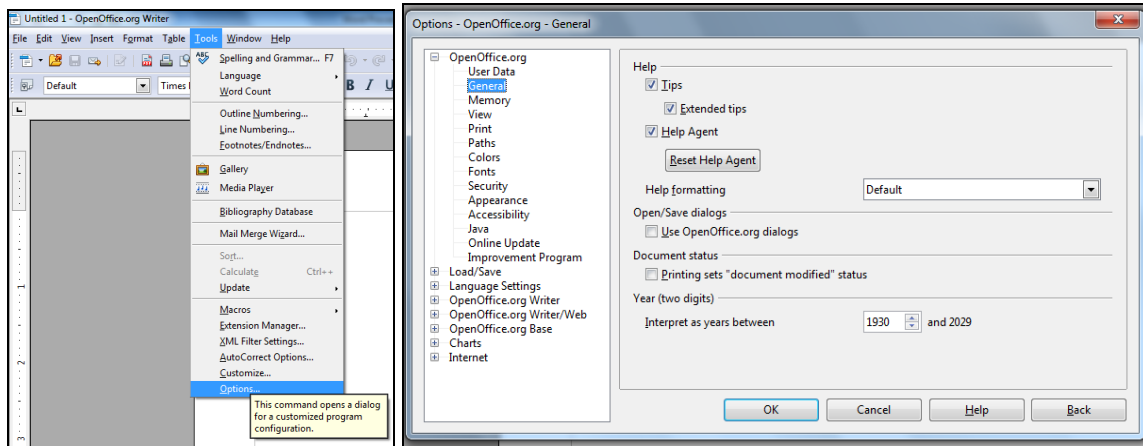 Untitled 1 - OpenOffice.org Writer
File Edit View Insert Format Table Tools Window Help
Default
Times
B I U
ABC Spelling and Grammar... F7
Language
Word Count
Outline Numbering...
Line Numbering...
Footnotes/Endnotes...
Gallery
Media Player
Bibliography Database
Mail Merge Wizard...
Sort...
Calculate Ctrl++
Update
Macros
Extension Manager...
XML Filter Settings...
AutoCorrect Options...
Customize...
Options...
This command opens a dialog
for a customized program
configuration.
1
1
2
3
Options - OpenOffice.org - General
OpenOffice.org
User Data
General
Memory
View
Print
Paths
Colors
Fonts
Security
Appearance
Accessibility
Java
Online Update
Improvement Program
Load/Save
Language Settings
OpenOffice.org Writer
OpenOffice.org Writer/Web
OpenOffice.org Base
Charts
Internet
Help
Tips
Extended tips
Help Agent
Reset Help Agent
Help formatting Default
Open/Save dialogs
Use OpenOffice.org dialogs
Document status
Printing sets "document modified" status
Year (two digits)
Interpret as years between 1930 and 2029
OK Cancel Help Back